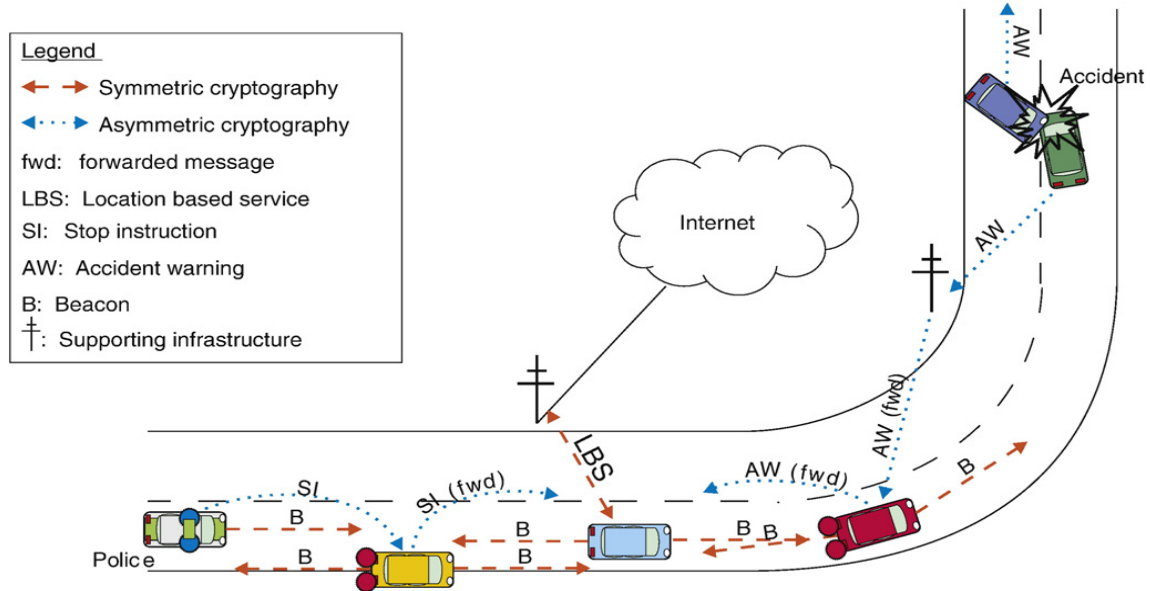 Legend
Symmetric cryptography
Asymmetric cryptography
fwd: forwarded message
LBS: Location based service
SI: Stop instruction
AW: Accident warning
B: Beacon
: Supporting infrastructure
AW
Accident
Internet
AW
AW (fwd)
LBS
SI
SI (fwd)
AW (fwd)
B
B
B
B
B
B
B
Police